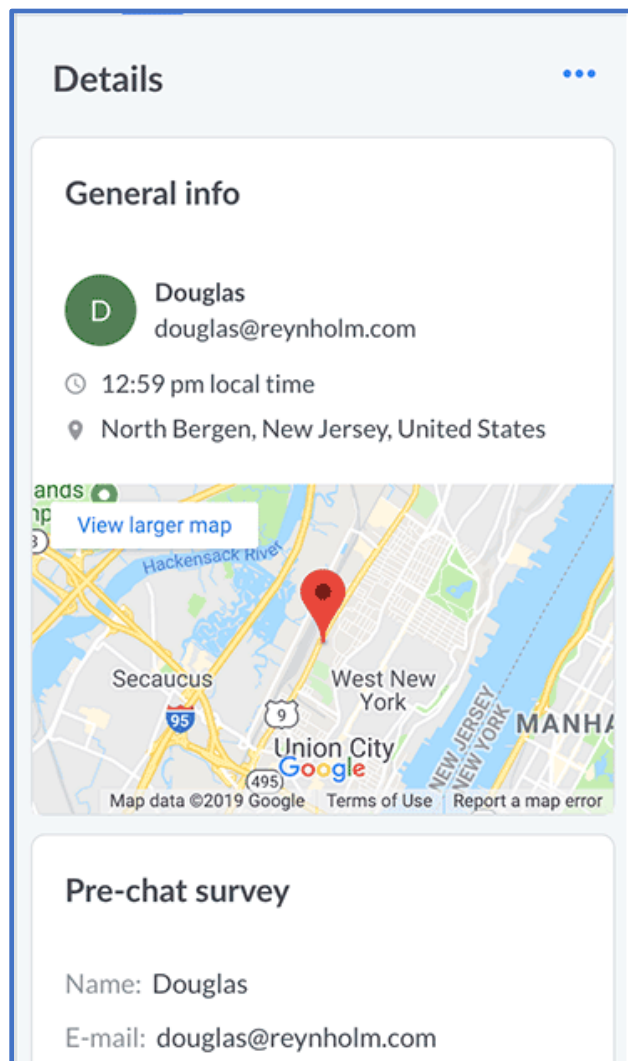 Details
General info
D
Douglas
douglas@reynholm.com
12:59 pm local time
North Bergen, New Jersey, United States
ands
View larger map
Hackensack River
Secaucus
West New
York
95
9
NEW JERSEY
NEW YORK
MANHA
Union City
Google
495
Map data ©2019 Google
Terms of Use
Report a map error
Pre-chat survey
Name: Douglas
E-mail: douglas@reynholm.com